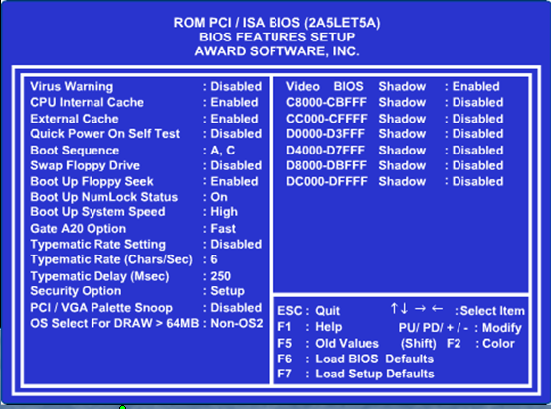 ROM PCI / ISA BIOS (2A5LET5A)
BIOS FEATURES SETUP
AWARD SOFTWARE, INC.
Virus Warning : Disabled
CPU Internal Cache : Enabled
External Cache : Enabled
Quick Power On Self Test : Disabled
Boot Sequence : A, C
Swap Floppy Drive : Disabled
Boot Up Floppy Seek : Enabled
Boot Up NumLock Status : On
Boot Up System Speed : High
Gate A20 Option : Fast
Typematic Rate Setting : Disabled
Typematic Rate (Chars/Sec) : 6
Typematic Delay (Msec) : 250
Security Option : Setup
PCI / VGA Palette Snoop : Disabled
OS Select For DRAW > 64MB : Non-OS2
Video BIOS Shadow : Enabled
C8000-CBFFF Shadow : Disabled
CC000-CFFFF Shadow : Disabled
D0000-D3FFF Shadow : Disabled
D4000-D7FFF Shadow : Disabled
D8000-DBFFF Shadow : Disabled
DC000-DFFFF Shadow : Disabled
ESC : Quit ↑↓ → ← :Select Item
F1 : Help PU/ PD/ + / - : Modify
F5 : Old Values (Shift) F2 : Color
F6 : Load BIOS Defaults
F7 : Load Setup Defaults